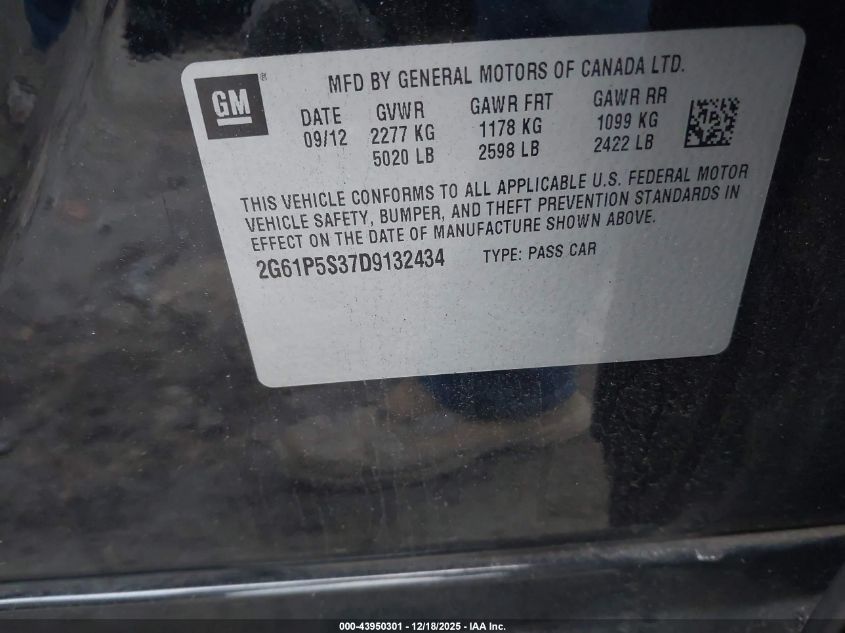 GM
®
MFD BY GENERAL MOTORS OF CANADA LTD.
DATE GVWR GAWR FRT GAWR RR
09/12 2277 KG 1178 KG 1099 KG
5020 LB 2598 LB 2422 LB
THIS VEHICLE CONFORMS TO ALL APPLICABLE U.S. FEDERAL MOTOR
VEHICLE SAFETY, BUMPER, AND THEFT PREVENTION STANDARDS IN
EFFECT ON THE DATE OF MANUFACTURE SHOWN ABOVE.
2G61P5S37D9132434 TYPE: PASS CAR
000-43950301 - 12/18/2025 - IAA Inc.